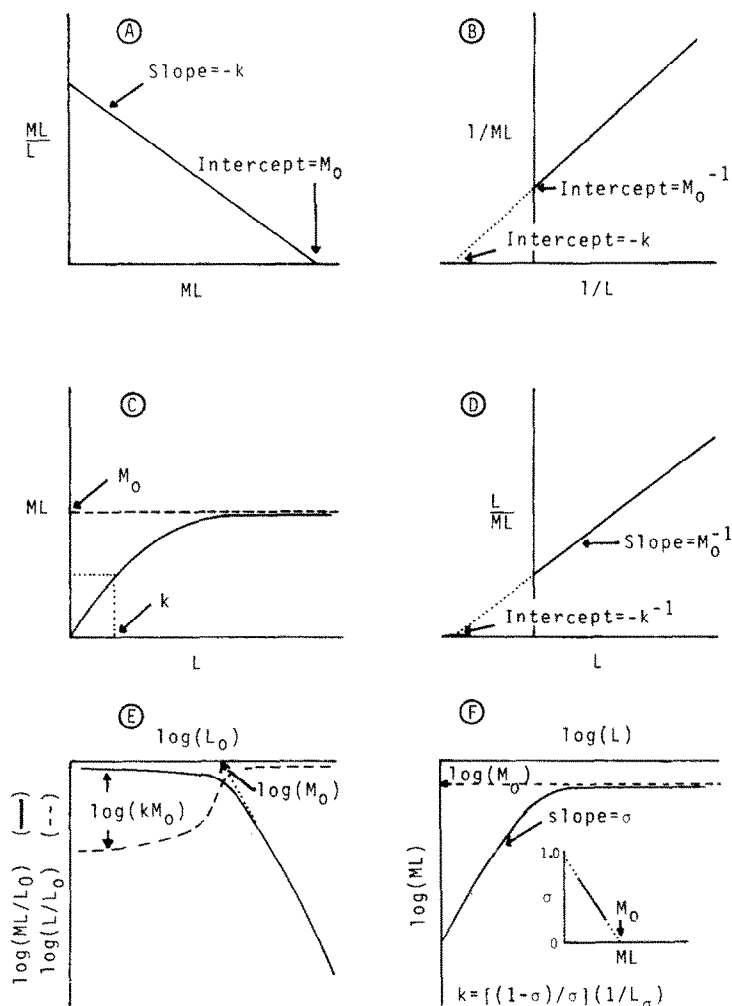 A
Slope=-k
ML
L
Intercept=M₀
ML
B
1/ML
Intercept=M₀⁻¹
Intercept=-k
1/L
C
M₀
ML
k
L
D
L
ML
Slope=M₀⁻¹
Intercept=-k⁻¹
L
E
log(L₀)
log(M₀)
log(kM₀)
log(ML/L₀) (—)
log(L/L₀) (---)
F
log(L)
log(M₀)
slope=σ
log(ML)
1.0
σ
0
M₀
ML
k=[(1-σ)/σ](1/Lσ)